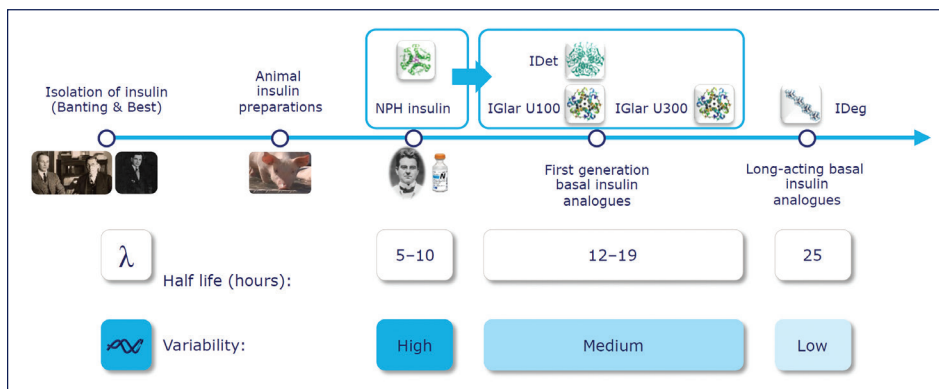 Isolation of insulin
(Banting & Best)
Animal
insulin
preparations
NPH insulin
IDet
IGlar U100
IGlar U300
IDeg
First generation
basal insulin
analogues
Long-acting basal
insulin
analogues
λ
Half life (hours):
5–10
12–19
25
Variability:
High
Medium
Low